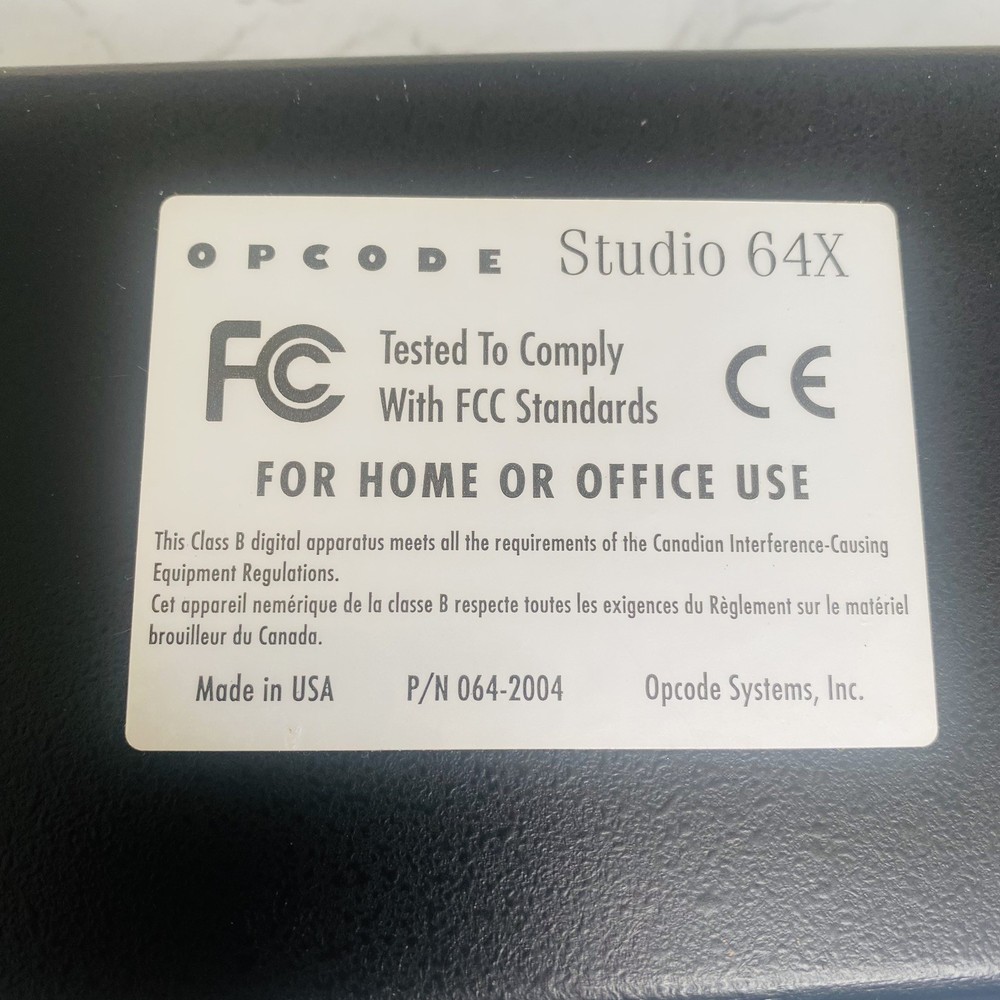 OPCODE Studio 64X
FCC Tested To Comply
With FCC Standards CE
FOR HOME OR OFFICE USE
This Class B digital apparatus meets all the requirements of the Canadian Interference-Causing
Equipment Regulations.
Cet appareil nemérique de la classe B respecte toutes les exigences du Règlement sur le matériel
brouilleur du Canada.
Made in USA P/N 064-2004 Opcode Systems, Inc.